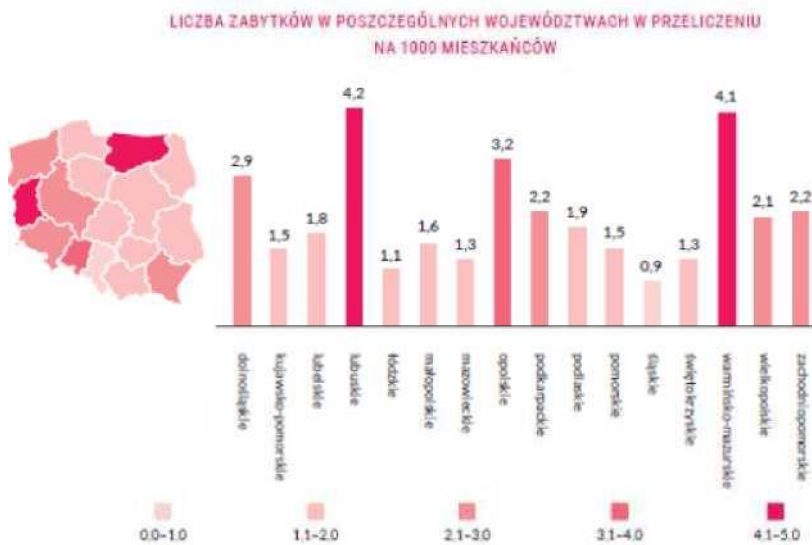 LICZBA ZABYTKÓW W POSZCZEGÓLNYCH WOJEWÓDZTWACH W PRZELICZENIU
NA 1000 MIESZKAŃCÓW
2,9
1,5
1,8
4,2
1,1
1,6
1,3
3,2
2,2
1,9
1,5
0,9
1,3
4,1
2,1
2,2
dolnośląskie
kujawsko-pomorskie
lubelskie
lubuskie
łódzkie
małopolskie
mazowieckie
opolskie
podkarpackie
podlaskie
pomorskie
śląskie
świętokrzyskie
warmińsko-mazurskie
wielkopolskie
zachodniopomorskie
0.0–1.0
1,1–2.0
2.1–3.0
3.1–4.0
4.1–5.0